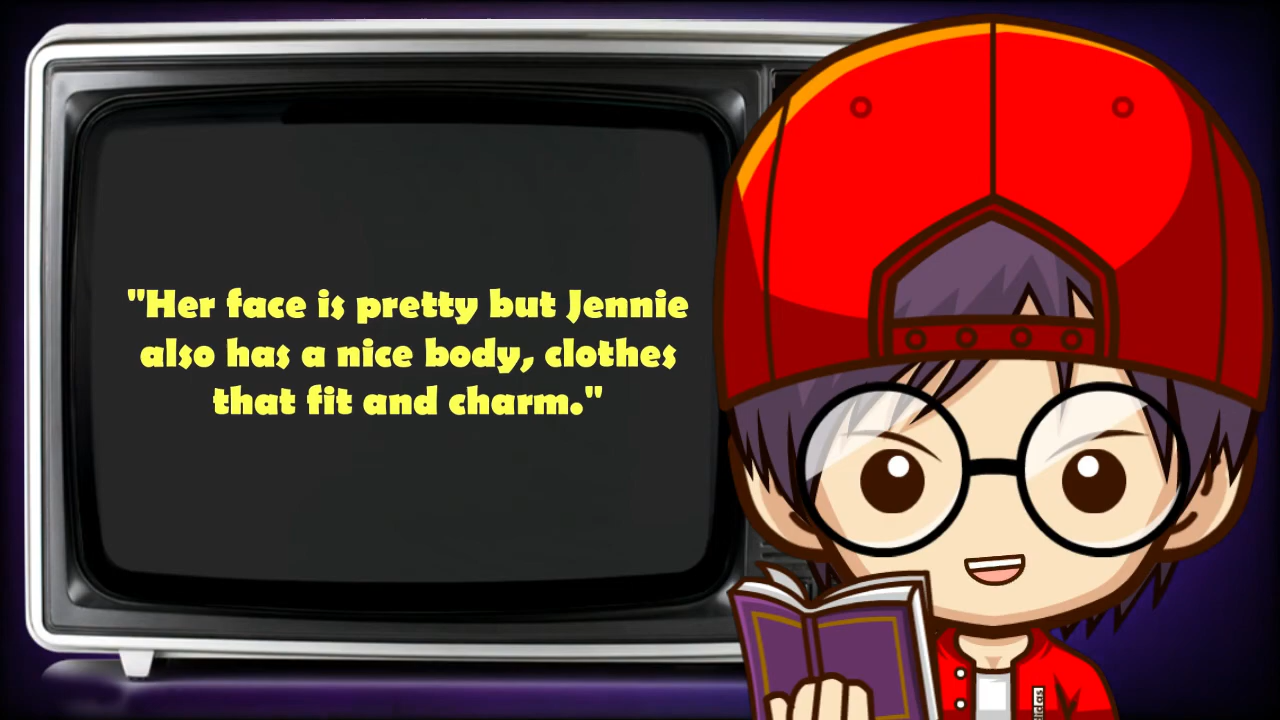 "Her face is pretty but Jennie
also has a nice body, clothes
that fit and charm."